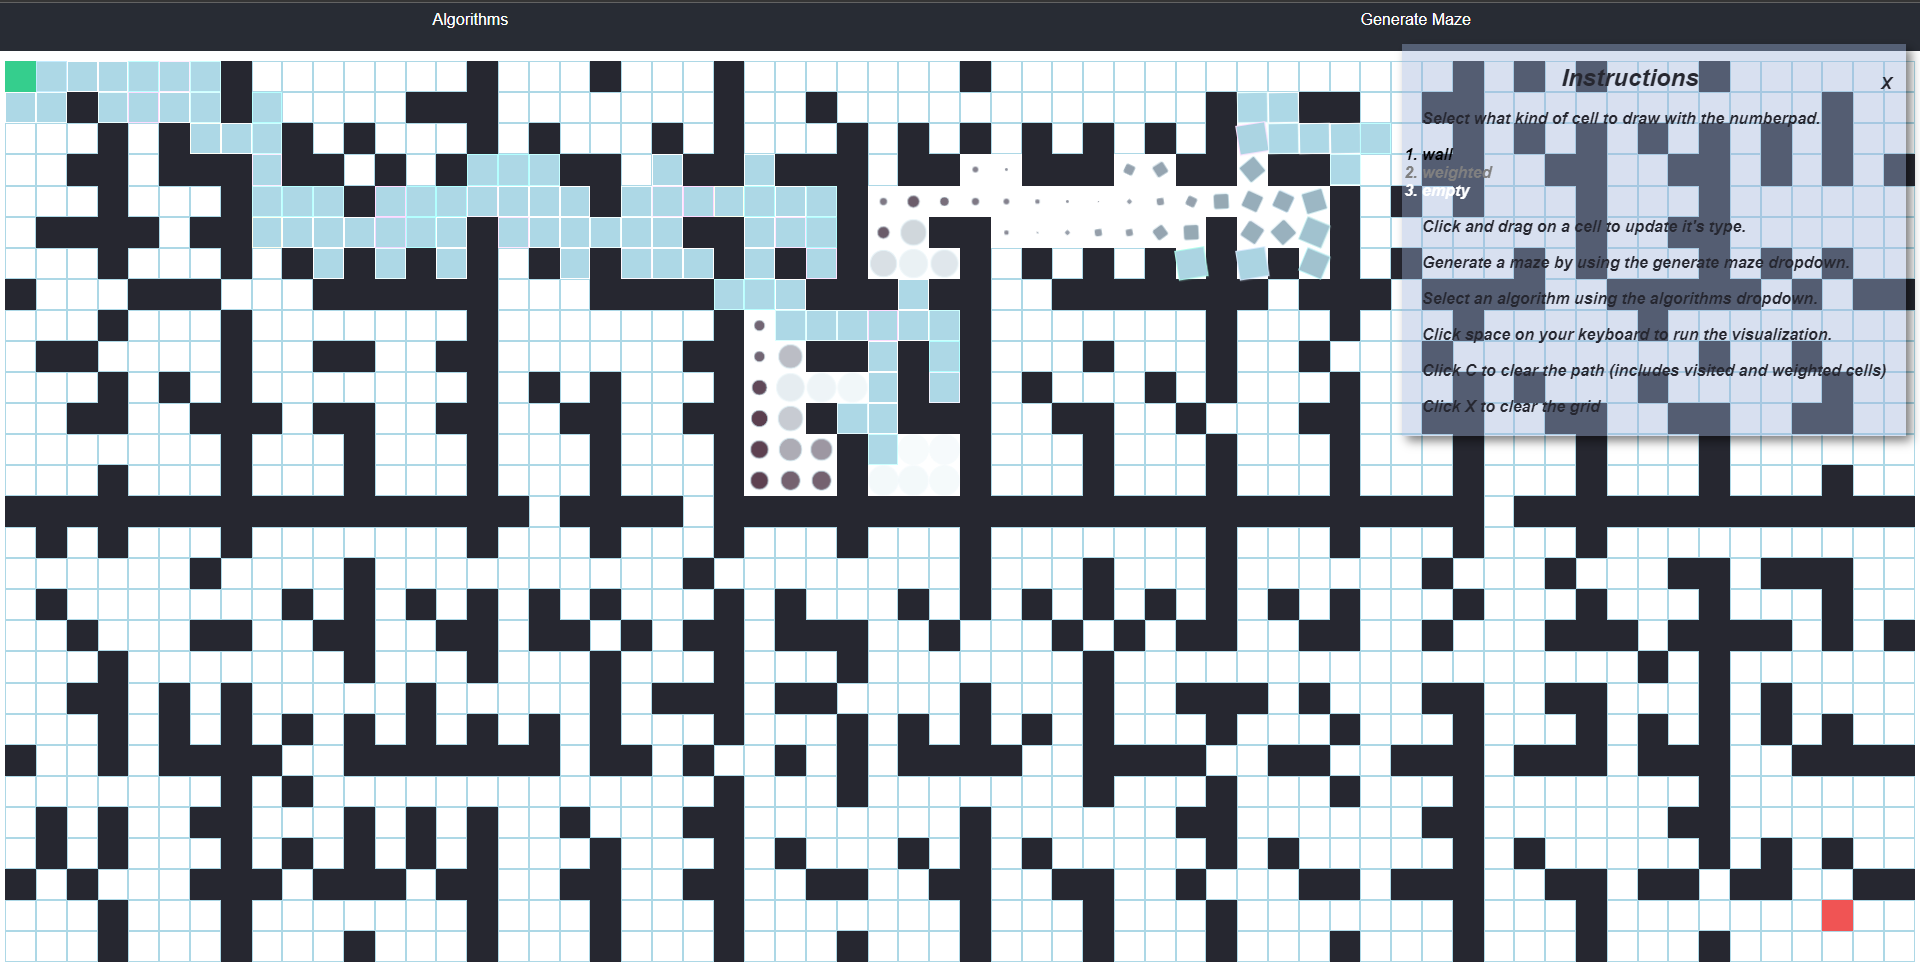 Algorithms
Generate Maze
Instructions
X
Select what kind of cell to draw with the numberpad.
1. wall
2. weighted
3. empty
Click and drag on a cell to update it's type.
Generate a maze by using the generate maze dropdown.
Select an algorithm using the algorithms dropdown.
Click space on your keyboard to run the visualization.
Click C to clear the path (includes visited and weighted cells)
Click X to clear the grid